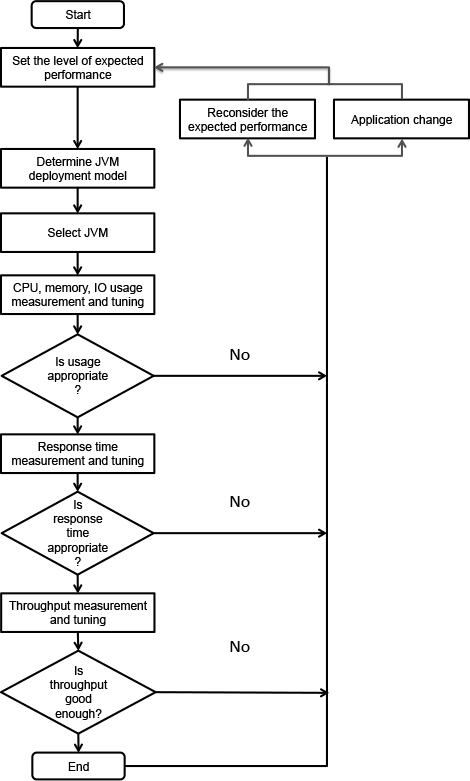 Start
Set the level of expected
performance
Reconsider the
expected performance
Application change
Determine JVM
deployment model
Select JVM
CPU, memory, IO usage
measurement and tuning
Is usage
appropriate
?
No
Response time
measurement and tuning
Is
response
time
appropriate
?
No
Throughput measurement
and tuning
Is
throughput
good
enough?
No
End